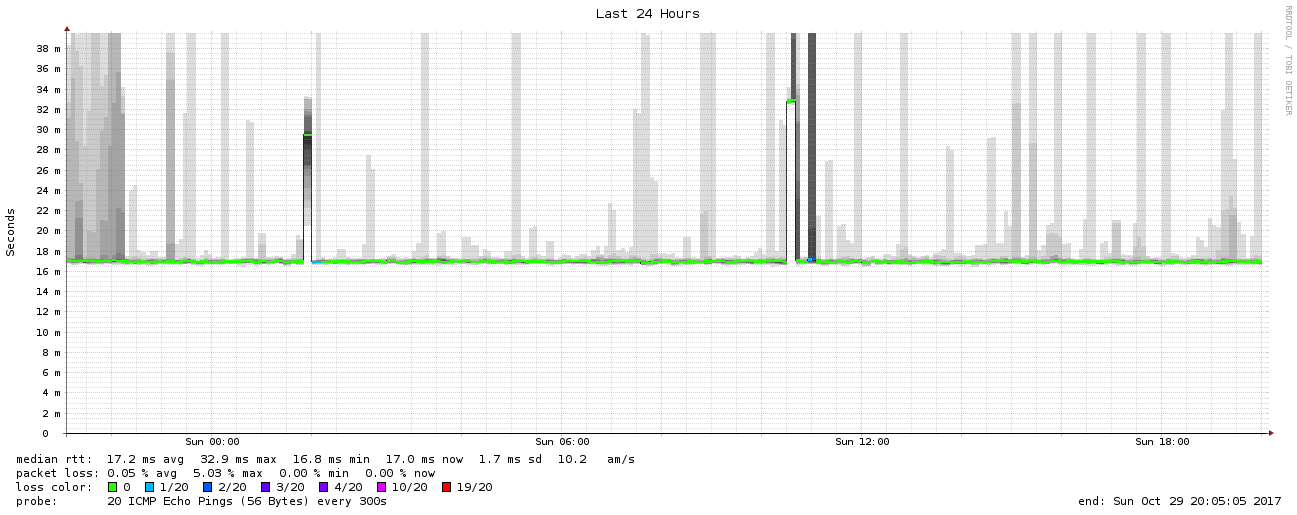 Last 24 Hours
RRDTOOL / TOBI OETIKER
Seconds
38 m
36 m
34 m
32 m
30 m
28 m
26 m
24 m
22 m
20 m
18 m
16 m
14 m
12 m
10 m
8 m
6 m
4 m
2 m
0
Sun 00:00 Sun 06:00 Sun 12:00 Sun 18:00
median rtt: 17.2 ms avg 32.9 ms max 16.8 ms min 17.0 ms now 1.7 ms sd 10.2 am/s
packet loss: 0.05 % avg 5.03 % max 0.00 % min 0.00 % now
loss color: 0 1/20 2/20 3/20 4/20 10/20 19/20
probe: 20 ICMP Echo Pings (56 Bytes) every 300s end: Sun Oct 29 20:05:05 2017